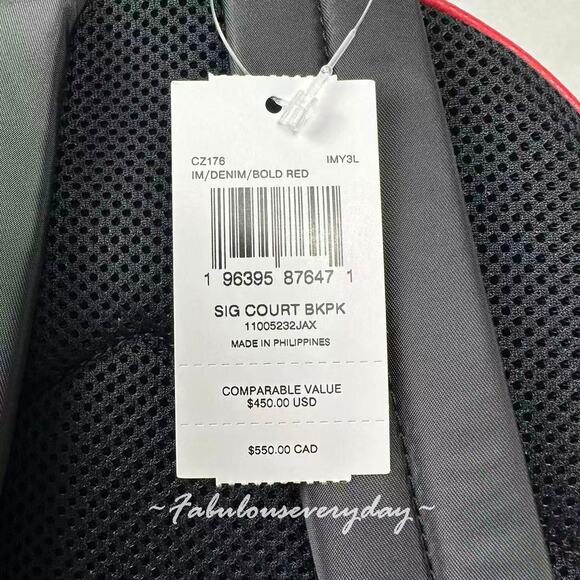 CZ176 IMY3L
IM/DENIM/BOLD RED
1 96395 87647 1
SIG COURT BKPK
11005232JAX
MADE IN PHILIPPINES
COMPARABLE VALUE
$450.00 USD
$550.00 CAD
~Fabulouseveryday~